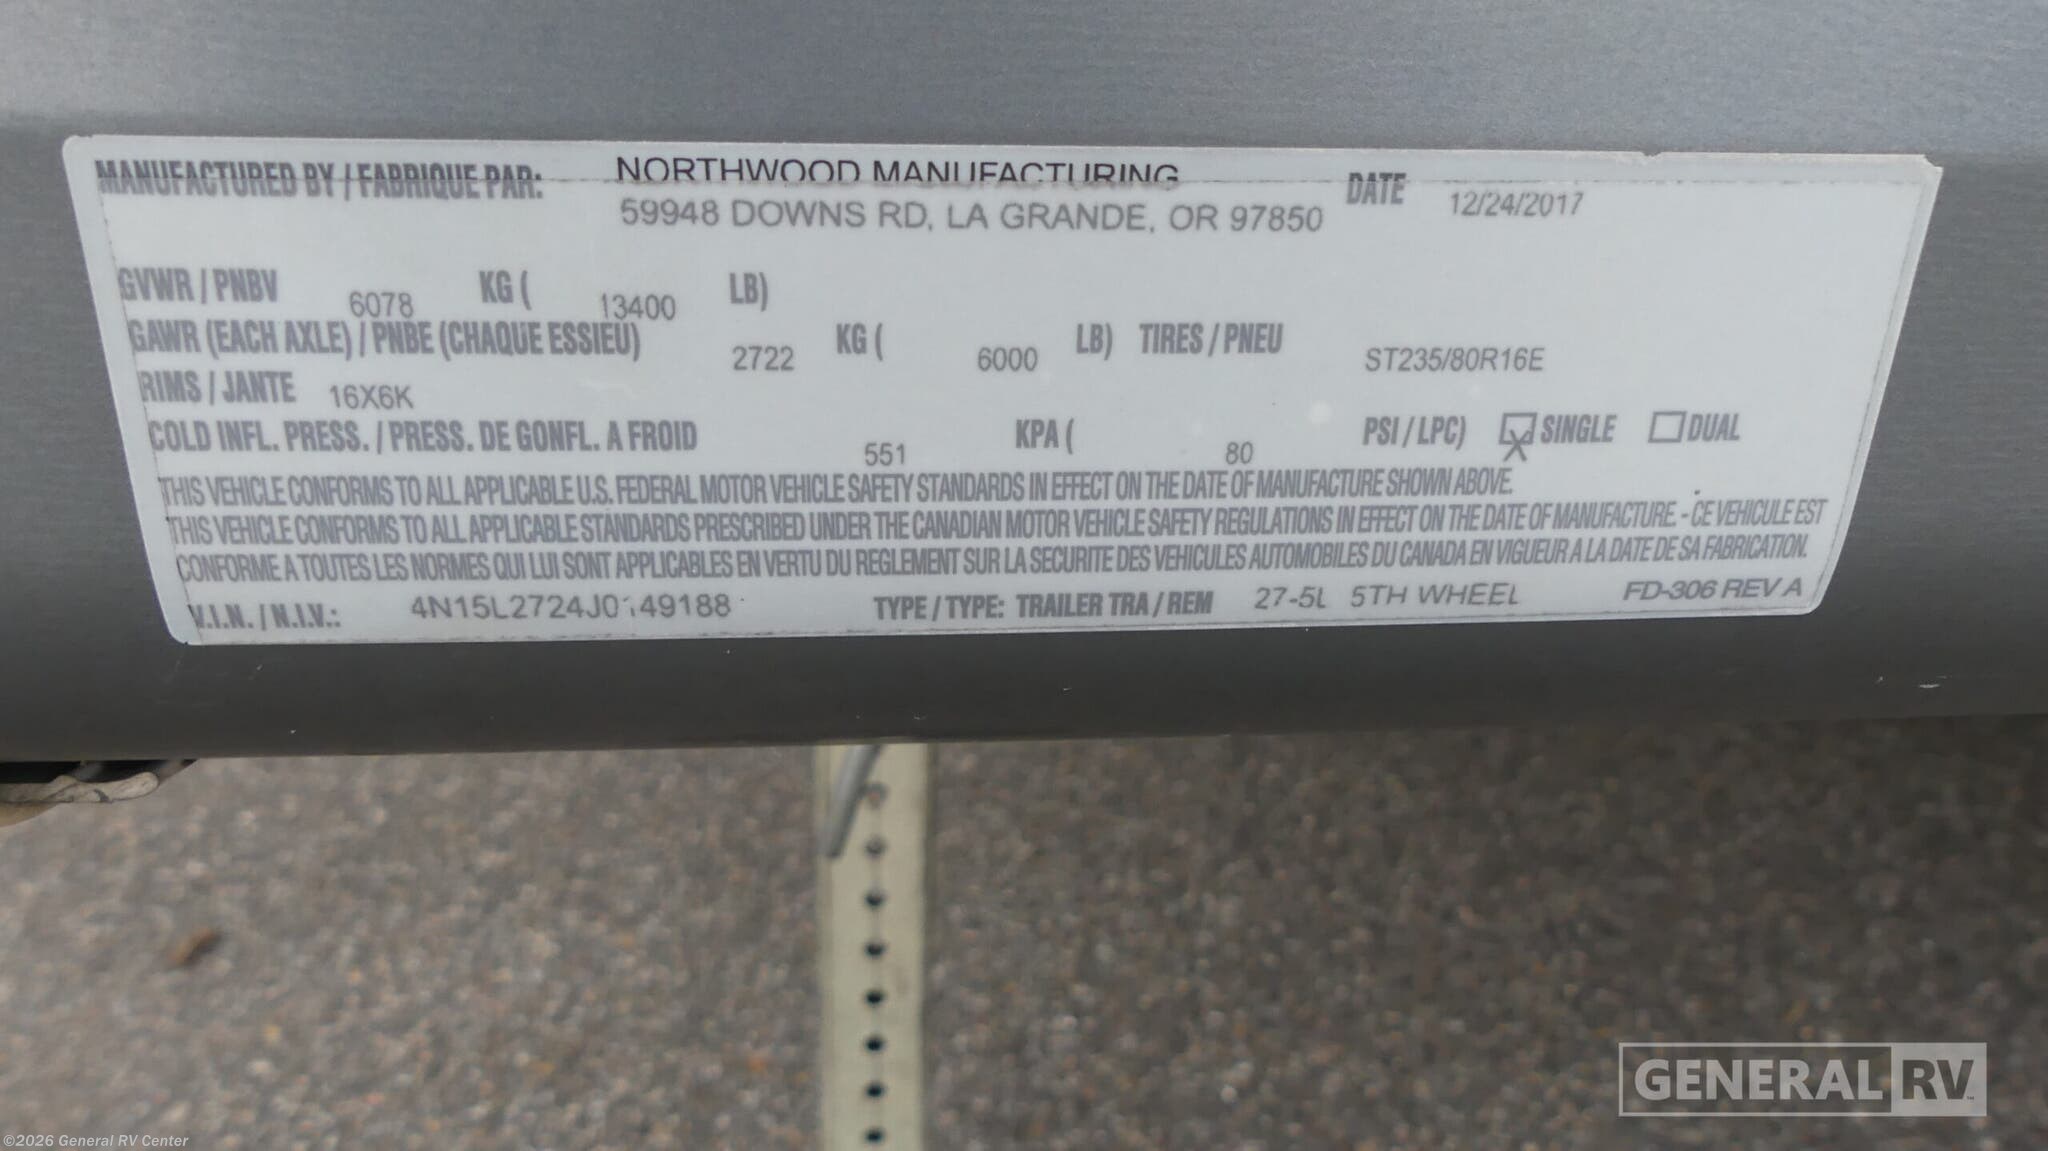 MANUFACTURED BY / FABRIQUE PAR: NORTHWOOD MANUFACTURING DATE 12/24/2017
59948 DOWNS RD, LA GRANDE, OR 97850
GVWR / PNBV 6078 KG ( 13400 LB)
GAWR (EACH AXLE) / PNBE (CHAQUE ESSIEU) 2722 KG ( 6000 LB) TIRES / PNEU ST235/80R16E
RIMS / JANTE 16X6K
COLD INFL. PRESS. / PRESS. DE GONFL. A FROID 551 KPA ( 80 PSI / LPC) X SINGLE DUAL
THIS VEHICLE CONFORMS TO ALL APPLICABLE U.S. FEDERAL MOTOR VEHICLE SAFETY STANDARDS IN EFFECT ON THE DATE OF MANUFACTURE SHOWN ABOVE.
THIS VEHICLE CONFORMS TO ALL APPLICABLE STANDARDS PRESCRIBED UNDER THE CANADIAN MOTOR VEHICLE SAFETY REGULATIONS IN EFFECT ON THE DATE OF MANUFACTURE. - CE VEHICULE EST
CONFORME A TOUTES LES NORMES QUI LUI SONT APPLICABLES EN VERTU DU REGLEMENT SUR LA SECURITE DES VEHICULES AUTOMOBILES DU CANADA EN VIGUEUR A LA DATE DE SA FABRICATION.
V.I.N. / N.I.V.: 4N15L2724J0149188 TYPE / TYPE: TRAILER TRA / REM 27-5L 5TH WHEEL FD-306 REV A
GENERAL RV
©2026 General RV Center